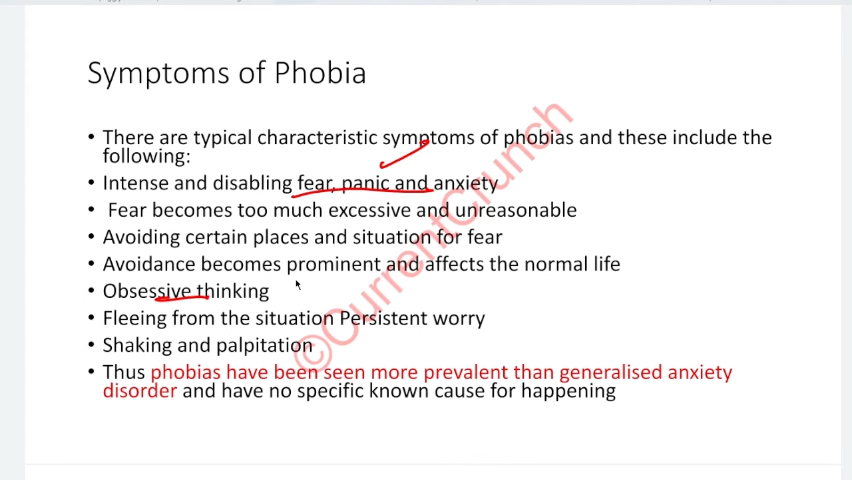 Symptoms of Phobia
• There are typical characteristic symptoms of phobias and these include the
following:
• Intense and disabling fear, panic and anxiety
• Fear becomes too much excessive and unreasonable
• Avoiding certain places and situation for fear
• Avoidance becomes prominent and affects the normal life
• Obsessive thinking
• Fleeing from the situation Persistent worry
• Shaking and palpitation
• Thus phobias have been seen more prevalent than generalised anxiety
disorder and have no specific known cause for happening
©CurrentCrunch